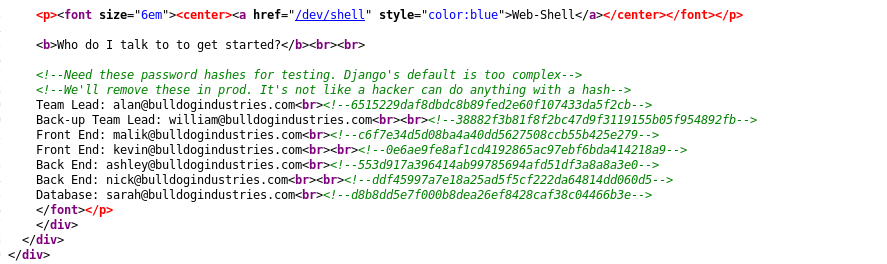 <p><font size="6em"><center><a href="/dev/shell" style="color:blue">Web-Shell</a></center></font></p>
<b>Who do I talk to to get started?</b><br><br>
<!--Need these password hashes for testing. Django's default is too complex-->
<!--We'll remove these in prod. It's not like a hacker can do anything with a hash-->
Team Lead: alan@bulldogindustries.com<br><!--6515229daf8dbdc8b89fed2e60f107433da5f2cb-->
Back-up Team Lead: william@bulldogindustries.com<br><br><!--38882f3b81f8f2bc47d9f3119155b05f954892fb-->
Front End: malik@bulldogindustries.com<br><!--c6f7e34d5d08ba4a40dd5627508ccb55b425e279-->
Front End: kevin@bulldogindustries.com<br><br><!--0e6ae9fe8af1cd4192865ac97ebf6bda414218a9-->
Back End: ashley@bulldogindustries.com<br><!--553d917a396414ab99785694afd51df3a8a8a3e0-->
Back End: nick@bulldogindustries.com<br><br><!--ddf45997a7e18a25ad5f5cf222da64814dd060d5-->
Database: sarah@bulldogindustries.com<br><!--d8b8dd5e7f000b8dea26ef8428caf38c04466b3e-->
</font></p>
</div>
</div>
</div>